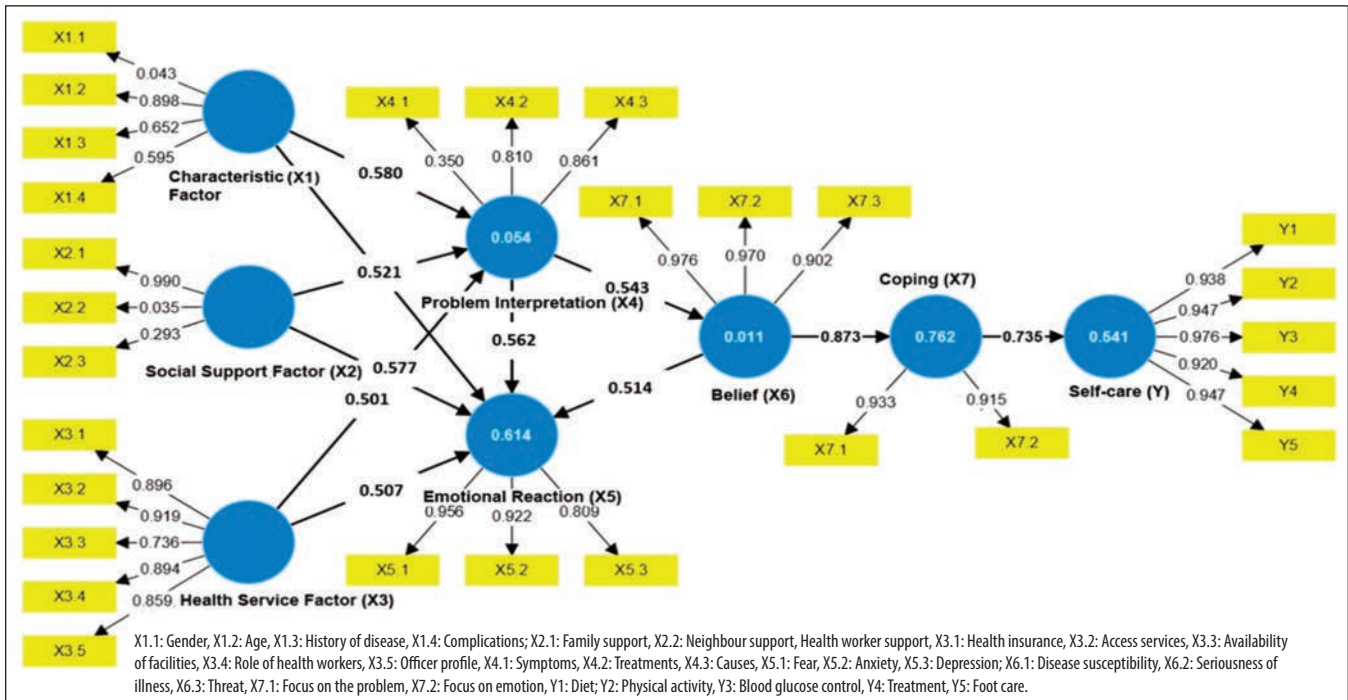 X1.1
0.043
X1.2
0.898
X1.3
0.652
X1.4
0.595
Characteristic (X1)
Factor
X2.1
0.990
X2.2
0.035
X2.3
0.293
Social Support Factor (X2)
X3.1
0.896
X3.2
0.919
X3.3
0.736
X3.4
0.894
X3.5
0.859
Health Service Factor (X3)
0.580
0.521
0.577
0.501
0.507
X4.1
X4.2
X4.3
0.350
0.810
0.861
0.054
Problem Interpretation (X4)
0.562
0.543
0.514
0.614
Emotional Reaction (X5)
0.956
0.922
0.809
X5.1
X5.2
X5.3
X7.1
X7.2
X7.3
0.976
0.970
0.902
0.011
Belief (X6)
0.873
Coping (X7)
0.762
0.933
0.915
X7.1
X7.2
0.735
0.541
Self-care (Y)
Y1
0.938
Y2
0.947
Y3
0.976
Y4
0.920
Y5
0.947
X1.1: Gender, X1.2: Age, X1.3: History of disease, X1.4: Complications; X2.1: Family support, X2.2: Neighbour support, Health worker support, X3.1: Health insurance, X3.2: Access services, X3.3: Availability
of facilities, X3.4: Role of health workers, X3.5: Officer profile, X4.1: Symptoms, X4.2: Treatments, X4.3: Causes, X5.1: Fear, X5.2: Anxiety, X5.3: Depression; X6.1: Disease susceptibility, X6.2: Seriousness of
illness, X6.3: Threat, X7.1: Focus on the problem, X7.2: Focus on emotion, Y1: Diet; Y2: Physical activity, Y3: Blood glucose control, Y4: Treatment, Y5: Foot care.